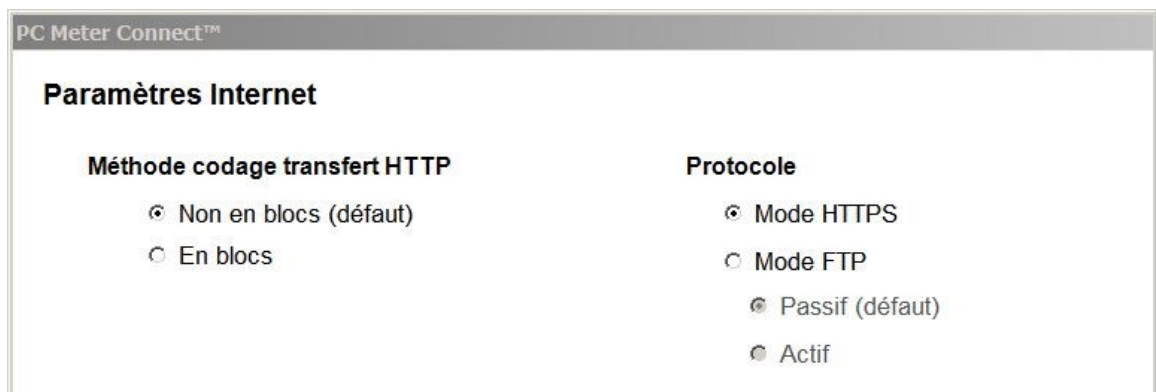 PC Meter Connect™
Paramètres Internet
Méthode codage transfert HTTP
Non en blocs (défaut)
En blocs
Protocole
Mode HTTPS
Mode FTP
Passif (défaut)
Actif